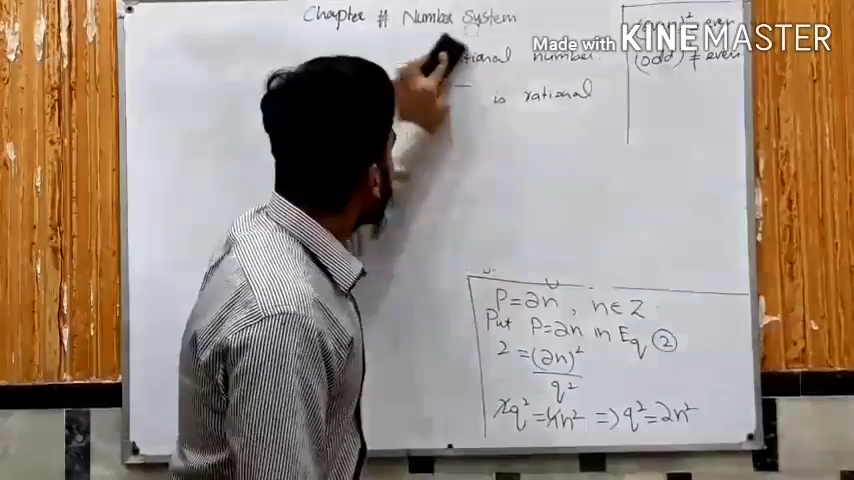 Chapter # Number System
Made with KINEMASTER
(odd)² ≠ even
number.
is rational
P=2n , n∈Z
Put P=2n in Eq ②
2 = (2n)²
q²
2q² = 4n² => q² = 2n²